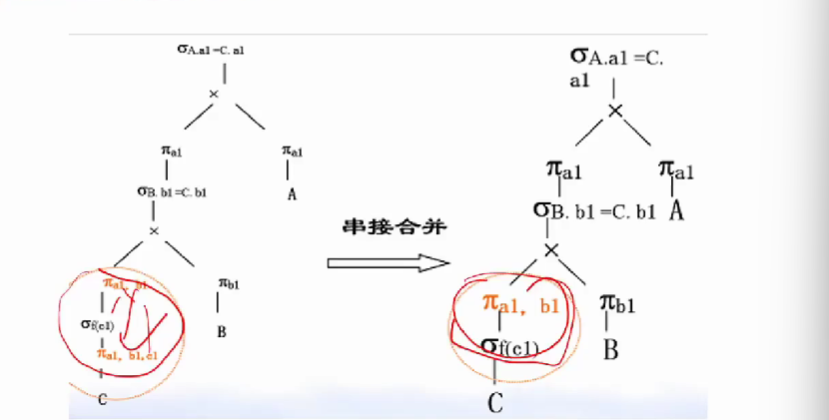 σA.a1=C.a1
×
πa1 πa1
σB.b1=C.b1 A
×
πa1, b1 πb1
σf(c1) B
πa1, b1,c1
C
串接合并
σA.a1 =C.
a1
×
πa1 πa1
σB. b1 =C. b1 A
×
πa1, b1 πb1
σf(c1) B
C